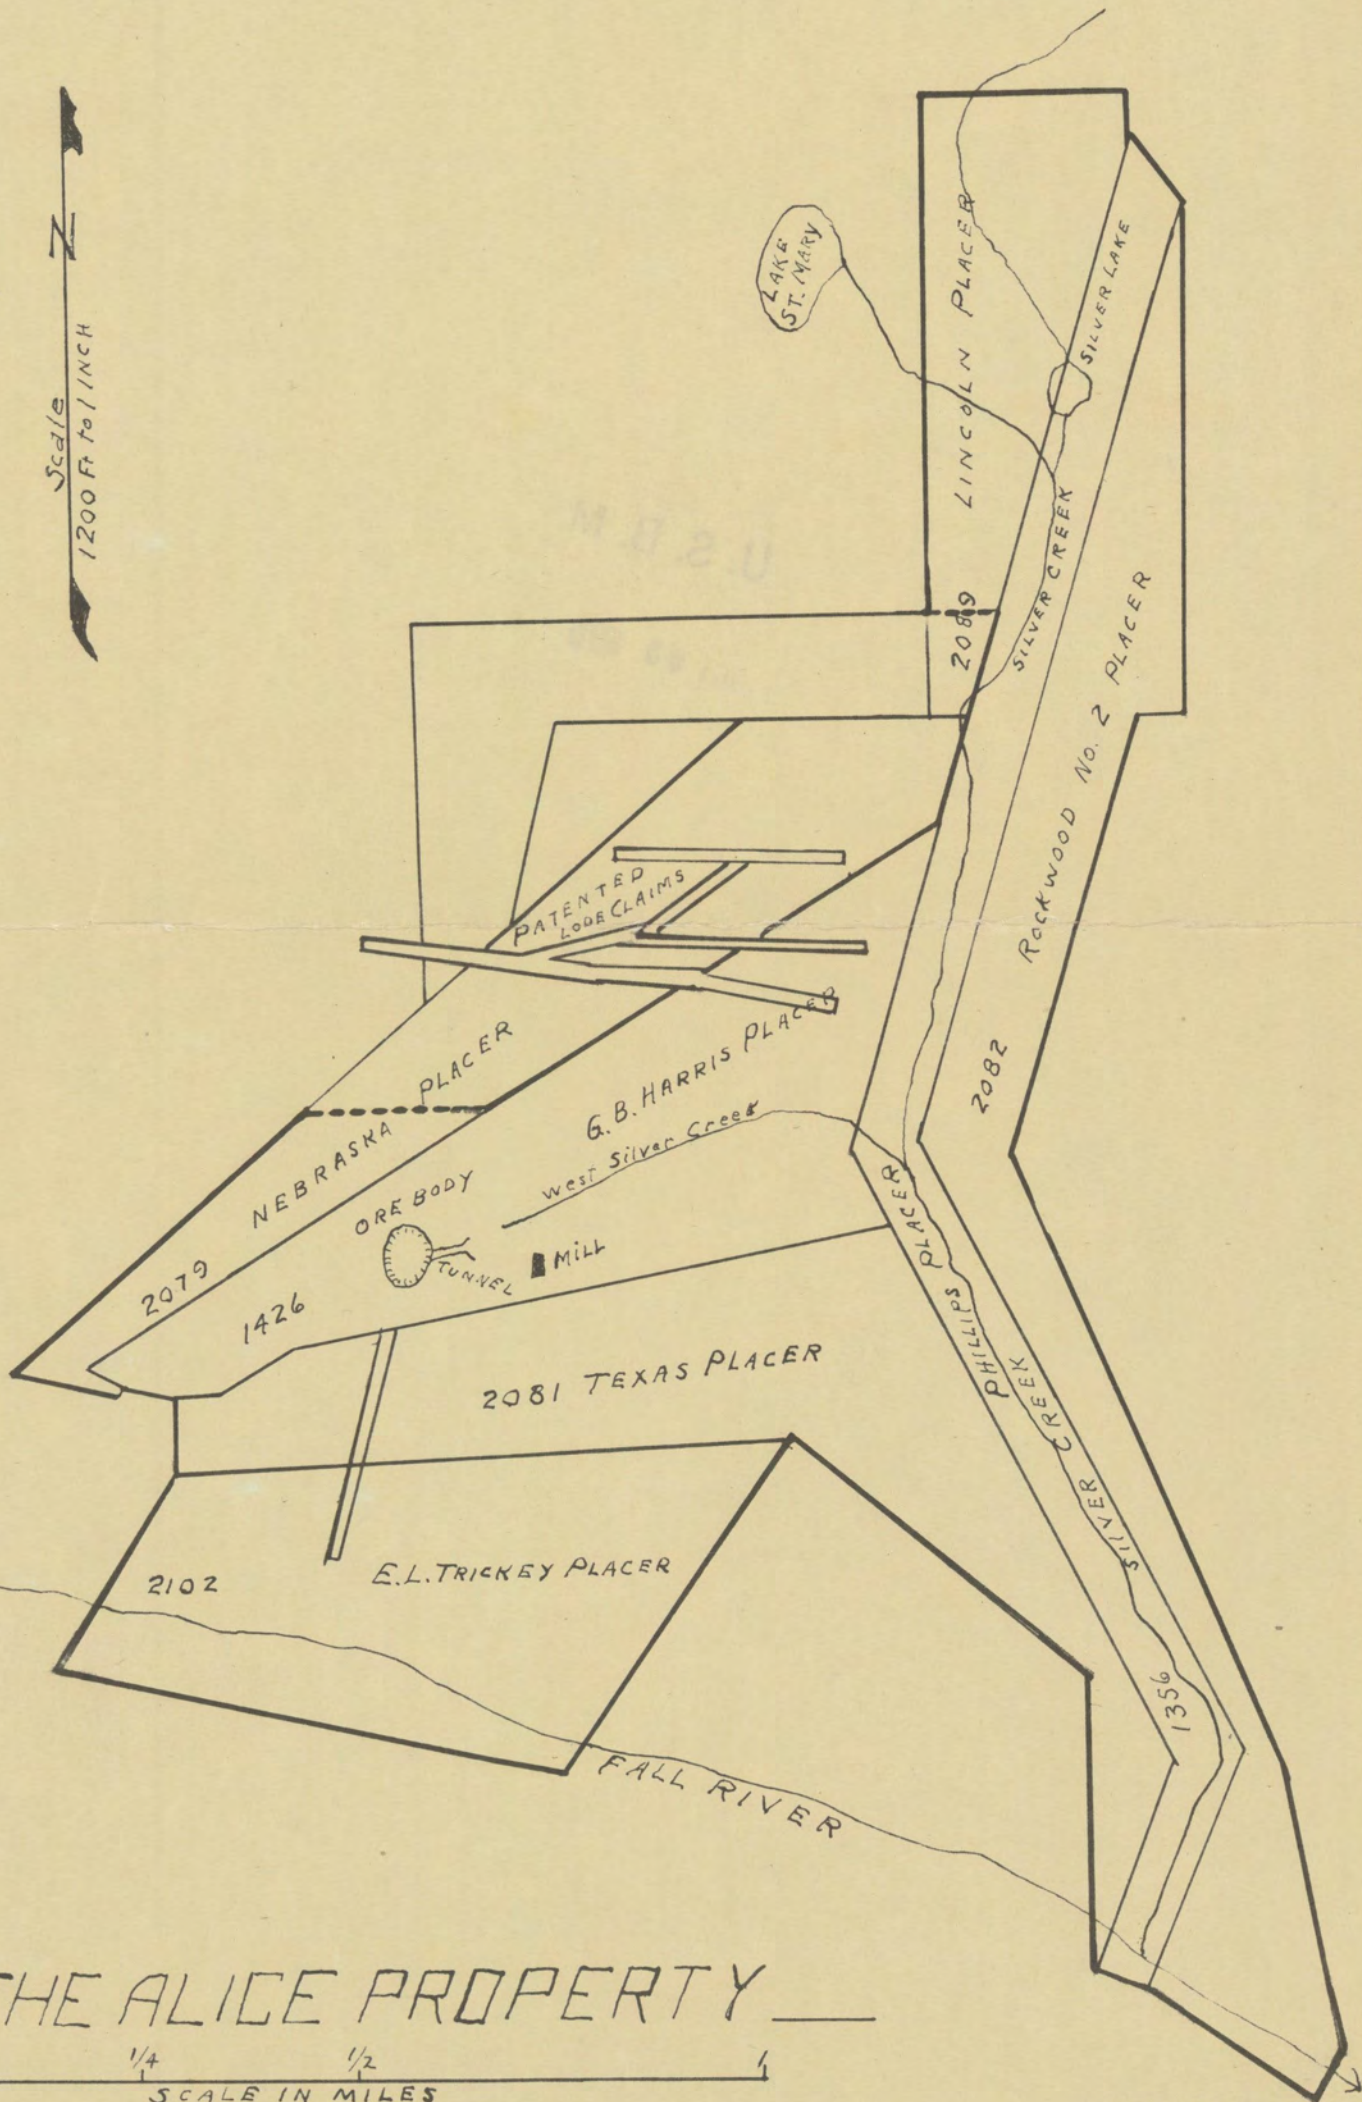 Scale
1200 Ft to 1 INCH
N
LAKE
ST. MARY
LINCOLN PLACER
2089
SILVER LAKE
SILVER CREEK
ROCKWOOD NO. 2 PLACER
2082
PATENTED
LODE CLAIMS
NEBRASKA PLACER
2079
G.B. HARRIS PLACER
West Silver Creek
ORE BODY
TUNNEL
MILL
1426
2081 TEXAS PLACER
PHILLIPS PLACER
SILVER CREEK
1356
2102
E.L. TRICKEY PLACER
FALL RIVER
THE ALICE PROPERTY
1/4 1/2 1
SCALE IN MILES
U.S.B.M